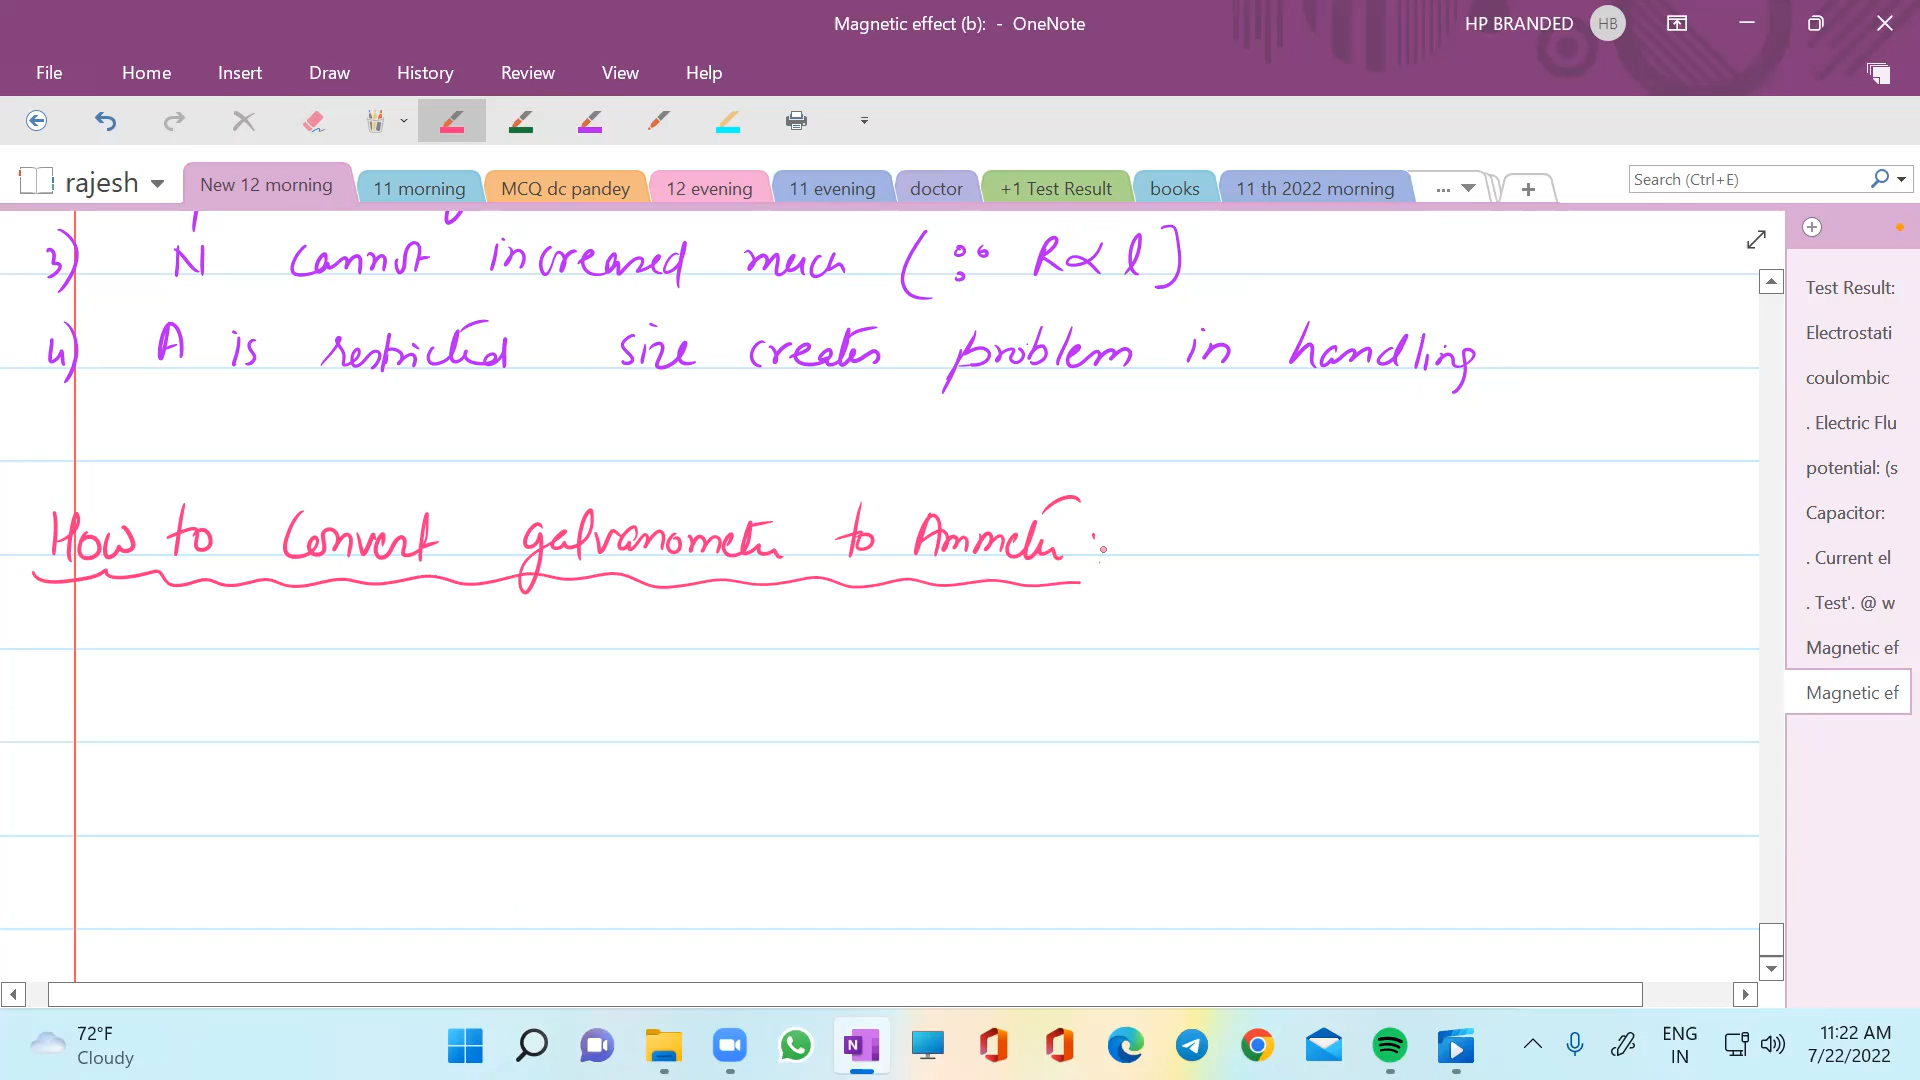 Magnetic effect (b): - OneNote
HP BRANDED HB
File Home Insert Draw History Review View Help
rajesh New 12 morning 11 morning MCQ dc pandey 12 evening 11 evening doctor +1 Test Result books 11 th 2022 morning ... Search (Ctrl+E)
3) N cannot increased much (∵ R∝ l]
4) A is restricted size creates problem in handling
How to Convert galvanometer to Ammeter :
Test Result:
Electrostati
coulombic
. Electric Flu
potential: (s
Capacitor:
. Current el
. Test'. @ w
Magnetic ef
Magnetic ef
72°F
Cloudy
ENG
IN
11:22 AM
7/22/2022